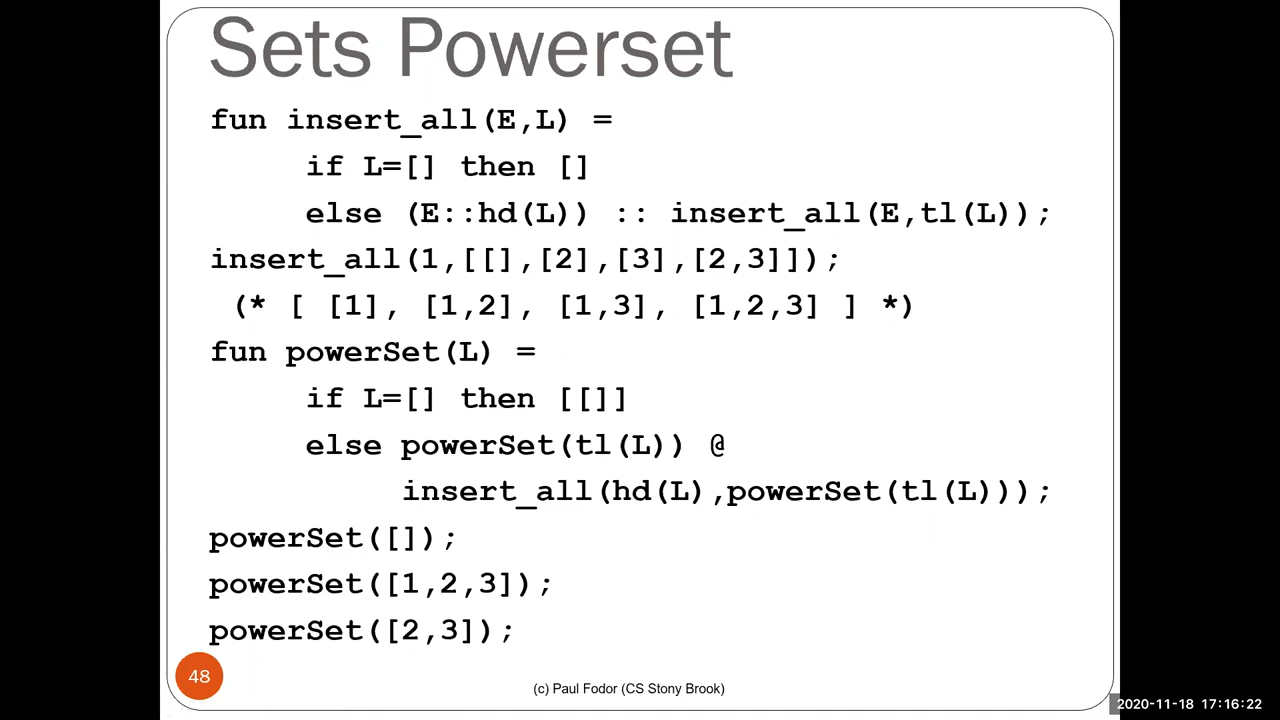 Sets Powerset
fun insert_all(E,L) =
if L=[] then []
else (E::hd(L)) :: insert_all(E,tl(L));
insert_all(1,[[],[2],[3],[2,3]]);
(* [ [1], [1,2], [1,3], [1,2,3] ] *)
fun powerSet(L) =
if L=[] then [[]]
else powerSet(tl(L)) @
insert_all(hd(L),powerSet(tl(L)));
powerSet([]);
powerSet([1,2,3]);
powerSet([2,3]);
48
(c) Paul Fodor (CS Stony Brook)
2020-11-18 17:16:22